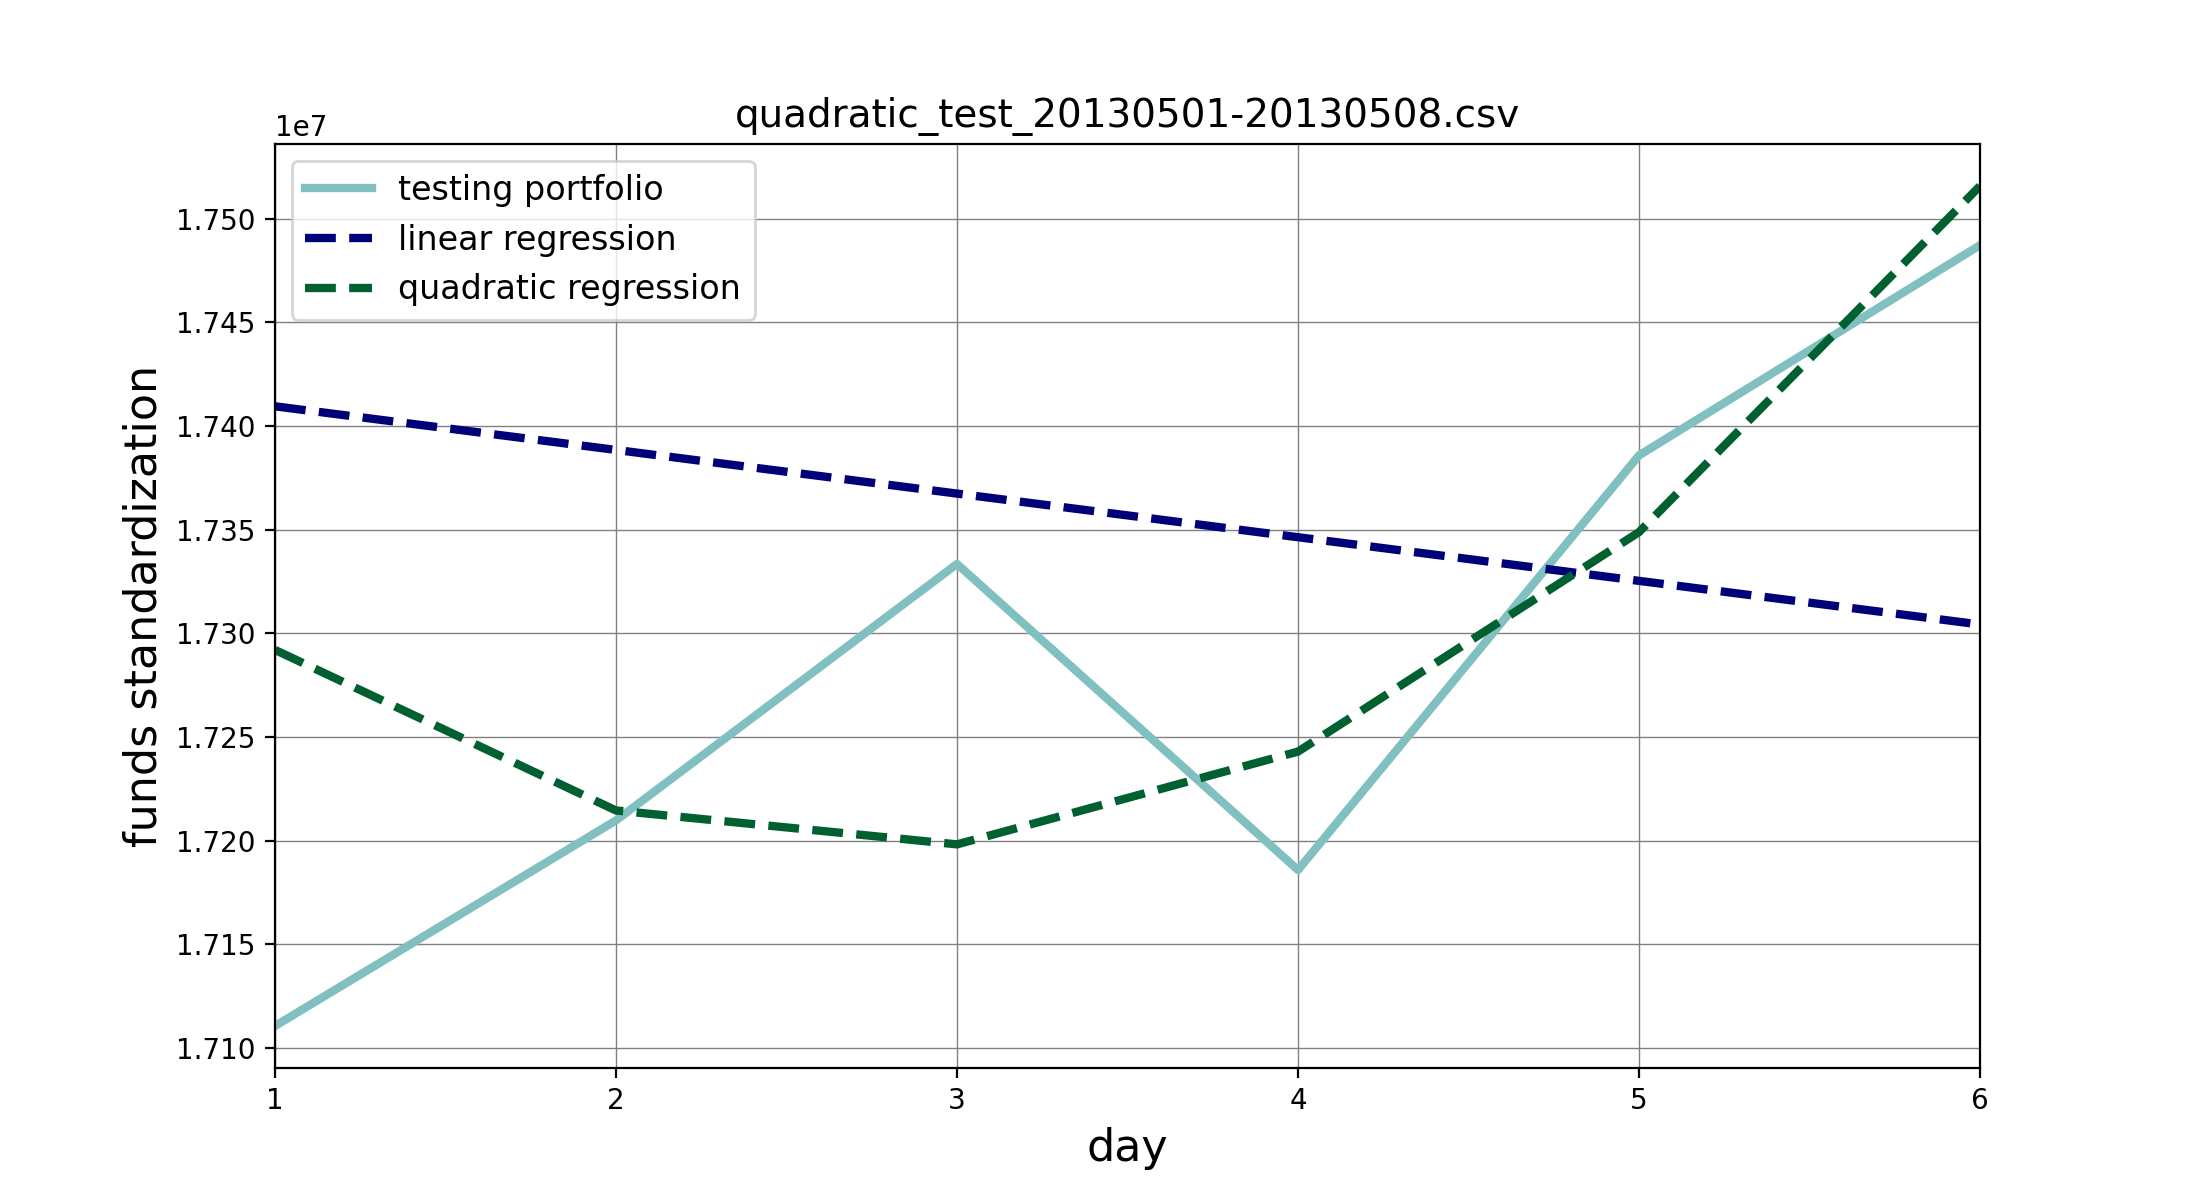 quadratic_test_20130501-20130508.csv
1e7
testing portfolio
linear regression
quadratic regression
funds standardization
1.750
1.745
1.740
1.735
1.730
1.725
1.720
1.715
1.710
1 2 3 4 5 6
day